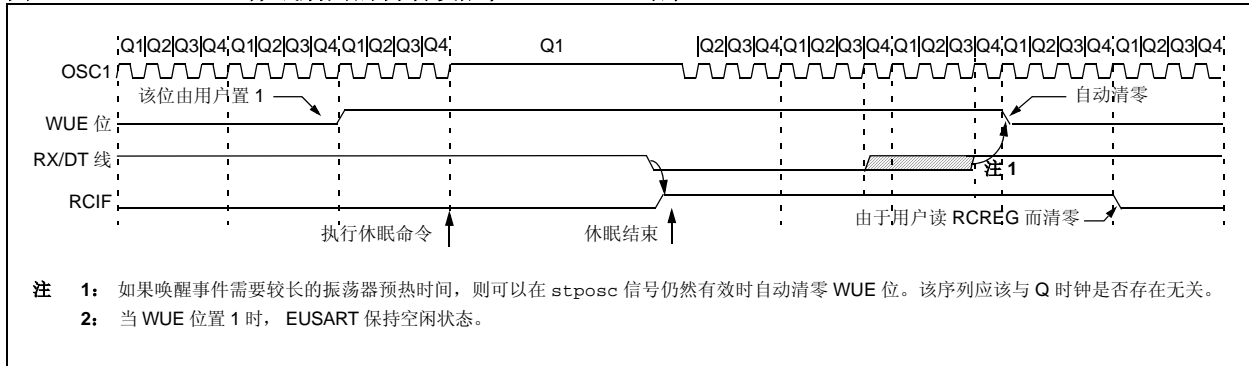 Q1|Q2|Q3|Q4|Q1|Q2|Q3|Q4|Q1|Q2|Q3|Q4 Q1 |Q2|Q3|Q4|Q1|Q2|Q3|Q4|Q1|Q2|Q3|Q4|Q1|Q2|Q3|Q4|Q1|Q2|Q3|Q4
OSC1
该位由用户置 1
自动清零
WUE 位
RX/DT 线
注 1
RCIF
由于用户读 RCREG 而清零
执行休眠命令
休眠结束
注 1: 如果唤醒事件需要较长的振荡器预热时间,则可以在 stposc 信号仍然有效时自动清零 WUE 位。该序列应该与 Q 时钟是否存在无关。
2: 当 WUE 位置 1 时, EUSART 保持空闲状态。